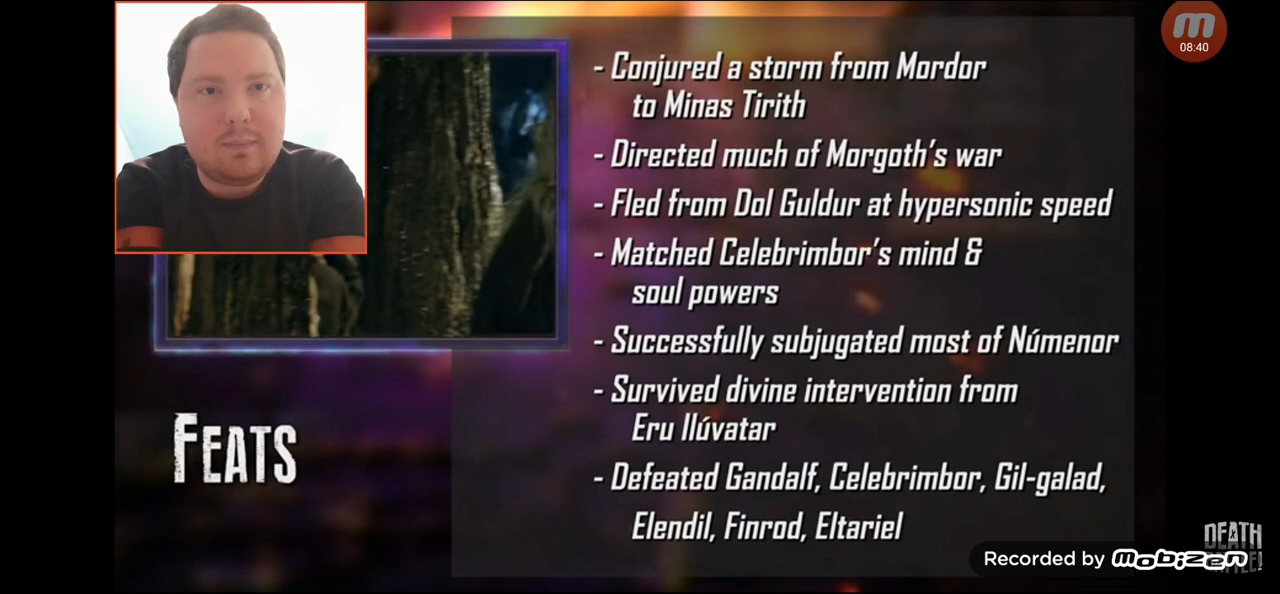 08:40
- Conjured a storm from Mordor
to Minas Tirith
- Directed much of Morgoth's war
- Fled from Dol Guldur at hypersonic speed
- Matched Celebrimbor's mind &
soul powers
- Successfully subjugated most of Númenor
- Survived divine intervention from
Eru Ilúvatar
- Defeated Gandalf, Celebrimbor, Gil-galad,
Elendil, Finrod, Eltariel
FEATS
DEATH
Recorded by MOBIZEN